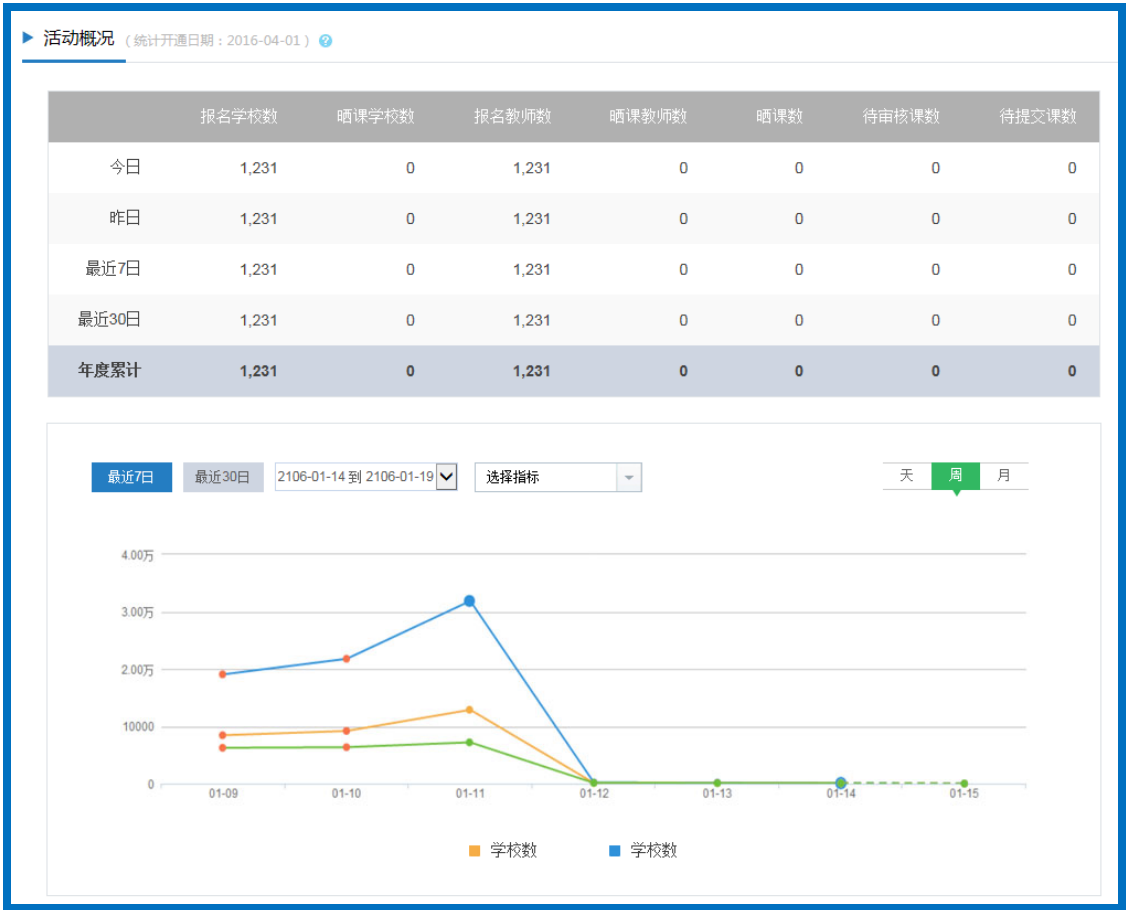 活动概况 ( 统计开通日期：2016-04-01 ) ?
报名学校数 晒课学校数 报名教师数 晒课教师数 晒课数 待审核课数 待提交课数
今日 1,231 0 1,231 0 0 0 0
昨日 1,231 0 1,231 0 0 0 0
最近7日 1,231 0 1,231 0 0 0 0
最近30日 1,231 0 1,231 0 0 0 0
年度累计 1,231 0 1,231 0 0 0 0
最近7日 最近30日 2106-01-14 到 2106-01-19 选择指标 天 周 月
4.00万
3.00万
2.00万
10000
0
01-09 01-10 01-11 01-12 01-13 01-14 01-15
学校数 学校数